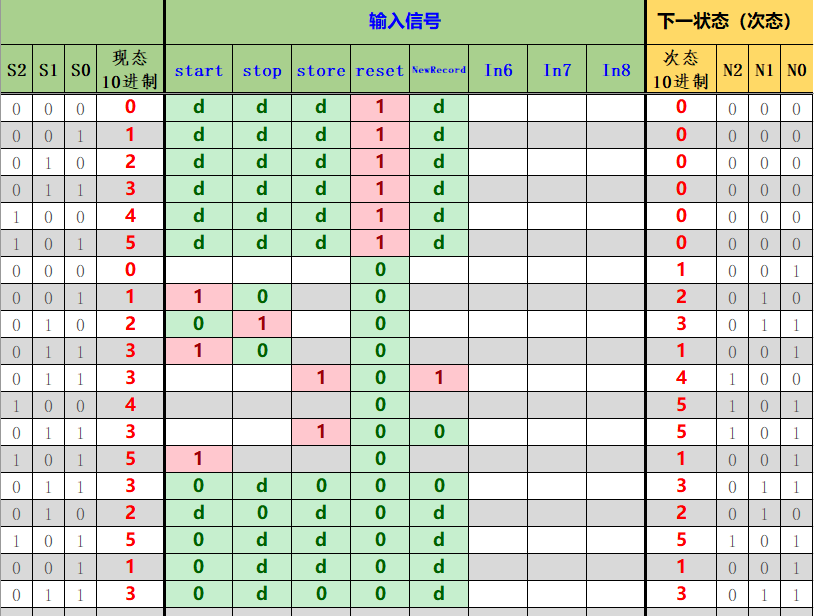 输入信号 下一状态（次态）
S2 S1 S0 现态 10进制 start stop store reset NewRecord In6 In7 In8 次态 10进制 N2 N1 N0
0 0 0 0 d d d 1 d 0 0 0 0
0 0 1 1 d d d 1 d 0 0 0 0
0 1 0 2 d d d 1 d 0 0 0 0
0 1 1 3 d d d 1 d 0 0 0 0
1 0 0 4 d d d 1 d 0 0 0 0
1 0 1 5 d d d 1 d 0 0 0 0
0 0 0 0 0 1 0 0 1
0 0 1 1 1 0 0 2 0 1 0
0 1 0 2 0 1 0 3 0 1 1
0 1 1 3 1 0 0 1 0 0 1
0 1 1 3 1 0 1 4 1 0 0
1 0 0 4 0 5 1 0 1
0 1 1 3 1 0 0 5 1 0 1
1 0 1 5 1 0 1 0 0 1
0 1 1 3 0 d 0 0 0 3 0 1 1
0 1 0 2 d 0 d 0 d 2 0 1 0
1 0 1 5 0 d d 0 d 5 1 0 1
0 0 1 1 0 d d 0 d 1 0 0 1
0 1 1 3 0 d 0 0 d 3 0 1 1